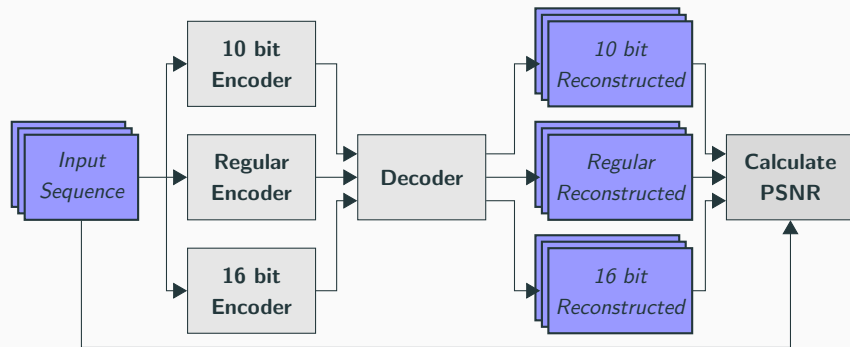 10 bit
Encoder
10 bit
Reconstructed
Input
Sequence
Regular
Encoder
Decoder
Regular
Reconstructed
Calculate
PSNR
16 bit
Encoder
16 bit
Reconstructed